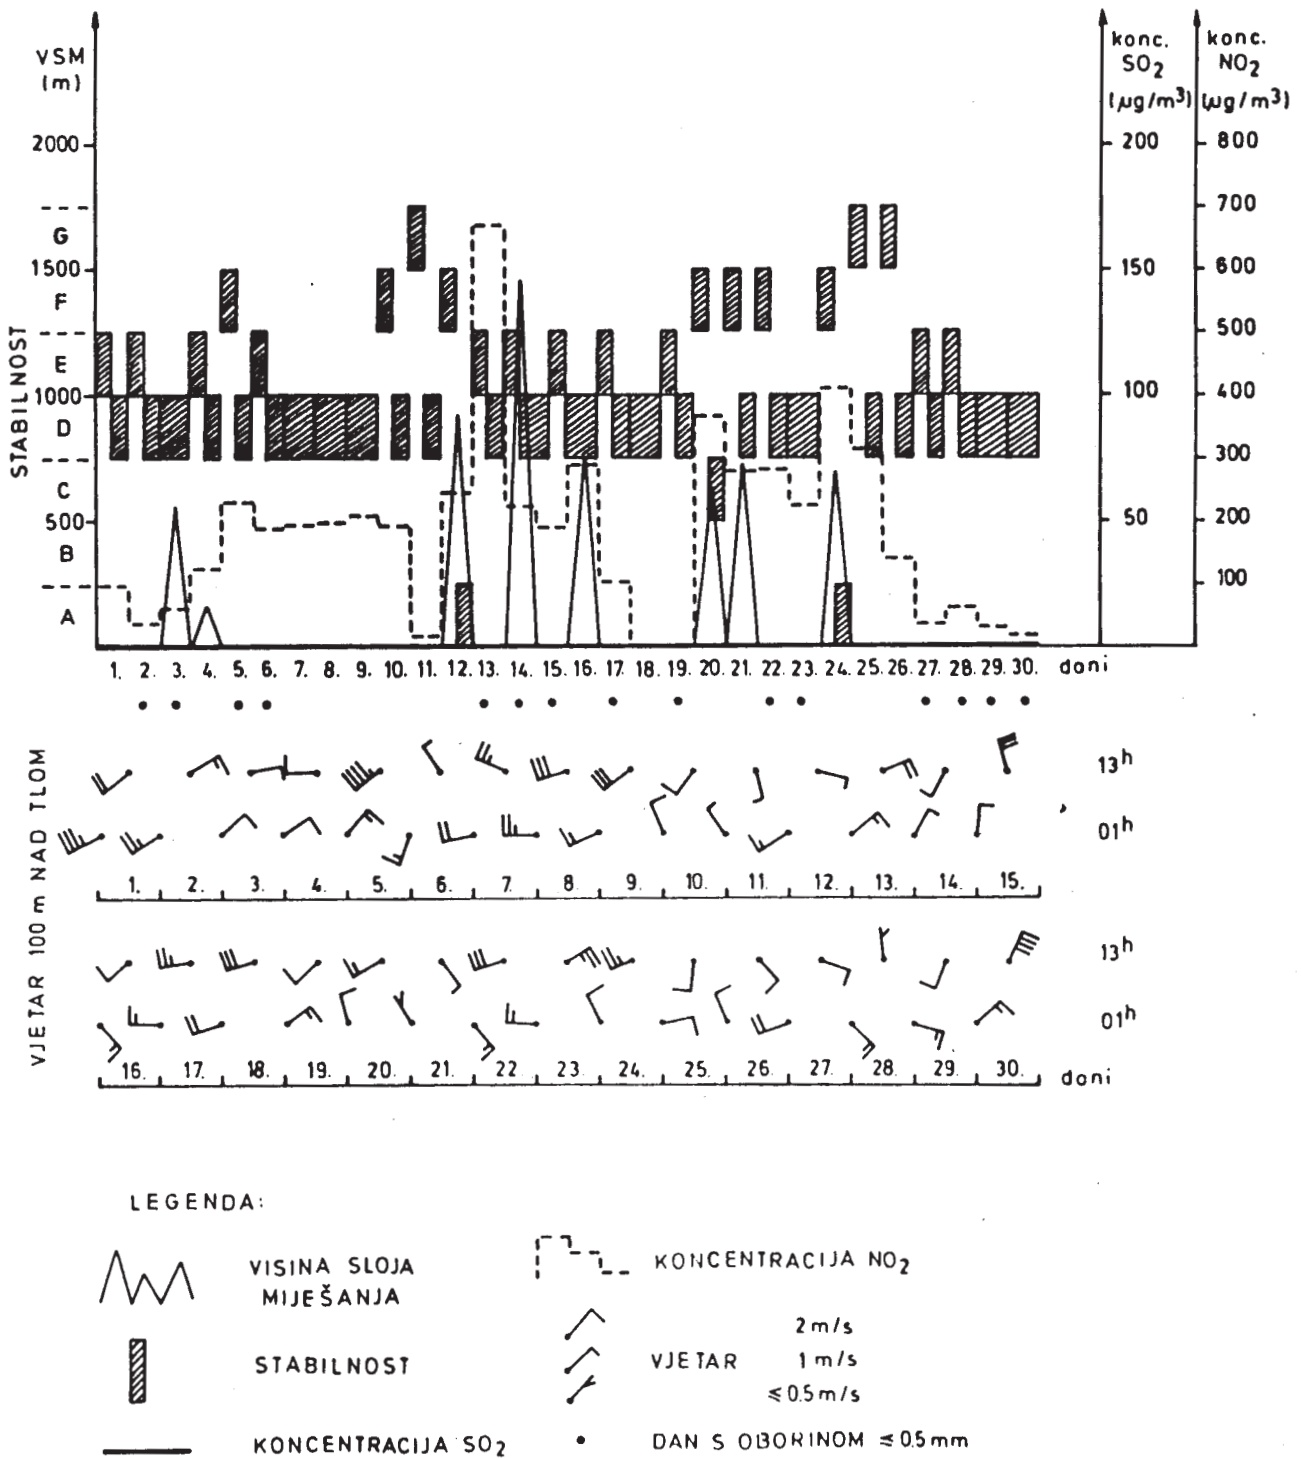 VSM
(m)
2000
1500
1000
500
STABILNOST
G
F
E
D
C
B
A
konc.
SO2
(µg/m3)
200
150
100
50
konc.
NO2
(µg/m3)
800
700
600
500
400
300
200
100
1. 2. 3. 4. 5. 6. 7. 8. 9. 10. 11. 12. 13. 14. 15. 16. 17. 18. 19. 20. 21. 22. 23. 24. 25. 26. 27. 28. 29. 30. dani
VJETAR 100 m NAD TLOM
13h
01h
1. 2. 3. 4. 5. 6. 7. 8. 9. 10. 11. 12. 13. 14. 15.
13h
01h
16. 17. 18. 19. 20. 21. 22. 23. 24. 25. 26. 27. 28. 29. 30. dani
LEGENDA:
VISINA SLOJA
MIJEŠANJA
STABILNOST
KONCENTRACIJA SO2
KONCENTRACIJA NO2
2 m/s
VJETAR 1 m/s
≤ 0.5 m/s
DAN S OBORINOM ≤ 0.5 mm